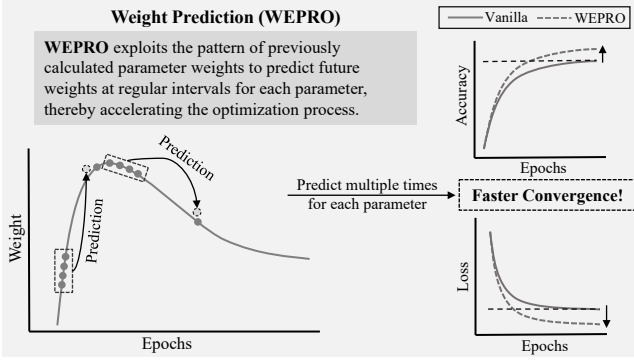 Weight Prediction (WEPRO)
WEPRO exploits the pattern of previously
calculated parameter weights to predict future
weights at regular intervals for each parameter,
thereby accelerating the optimization process.
Weight
Prediction
Prediction
Epochs
Predict multiple times
for each parameter
Vanilla
WEPRO
Accuracy
Epochs
Faster Convergence!
Loss
Epochs